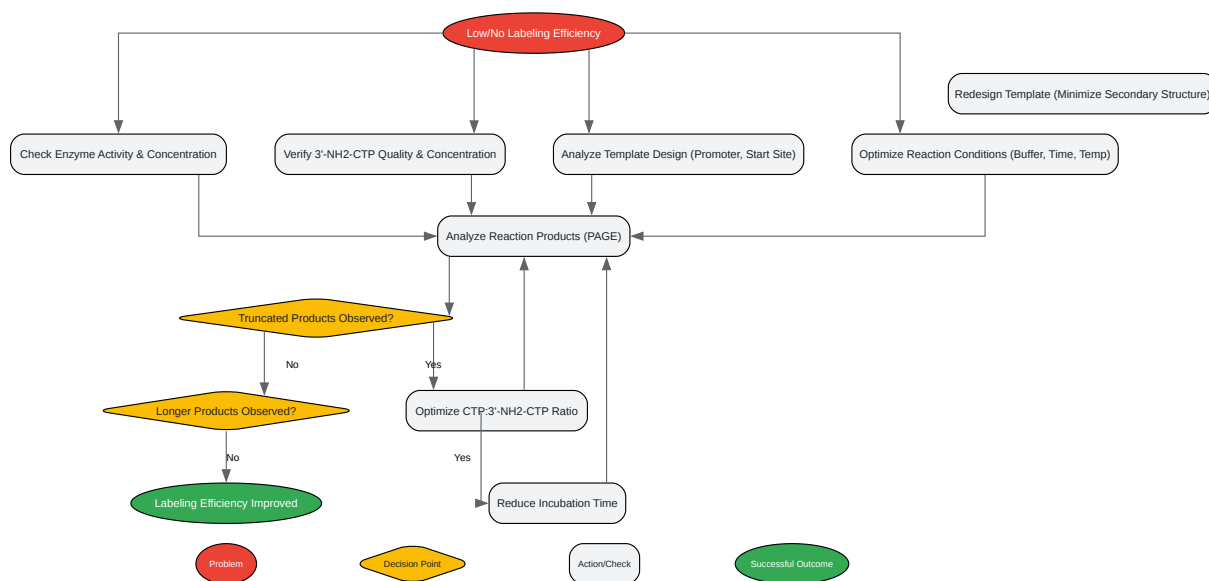 Low/No Labeling Efficiency
Redesign Template (Minimize Secondary Structure)
Check Enzyme Activity & Concentration
Verify 3'-NH2-CTP Quality & Concentration
Analyze Template Design (Promoter, Start Site)
Optimize Reaction Conditions (Buffer, Time, Temp)
Analyze Reaction Products (PAGE)
Truncated Products Observed?
No
Yes
Longer Products Observed?
Optimize CTP:3'-NH2-CTP Ratio
No
Yes
Labeling Efficiency Improved
Reduce Incubation Time
Problem
Decision Point
Action/Check
Successful Outcome